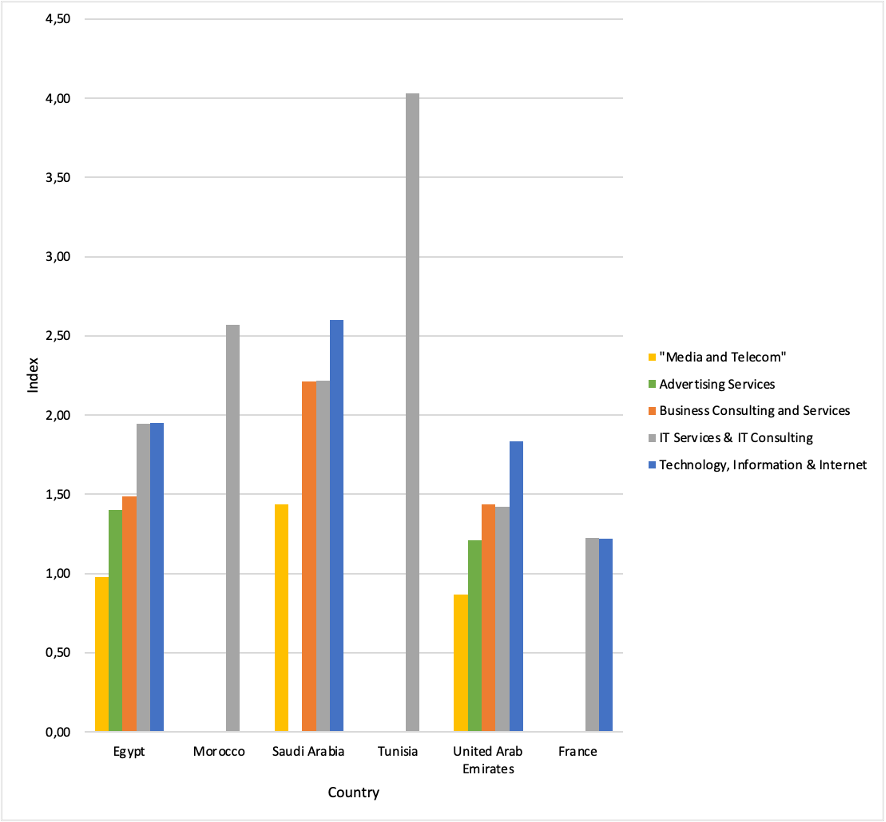 4,50
4,00
3,50
3,00
2,50
2,00
1,50
1,00
0,50
0,00
Index
Egypt
Morocco
Saudi Arabia
Tunisia
United Arab
Emirates
France
Country
"Media and Telecom"
Advertising Services
Business Consulting and Services
IT Services & IT Consulting
Technology, Information & Internet